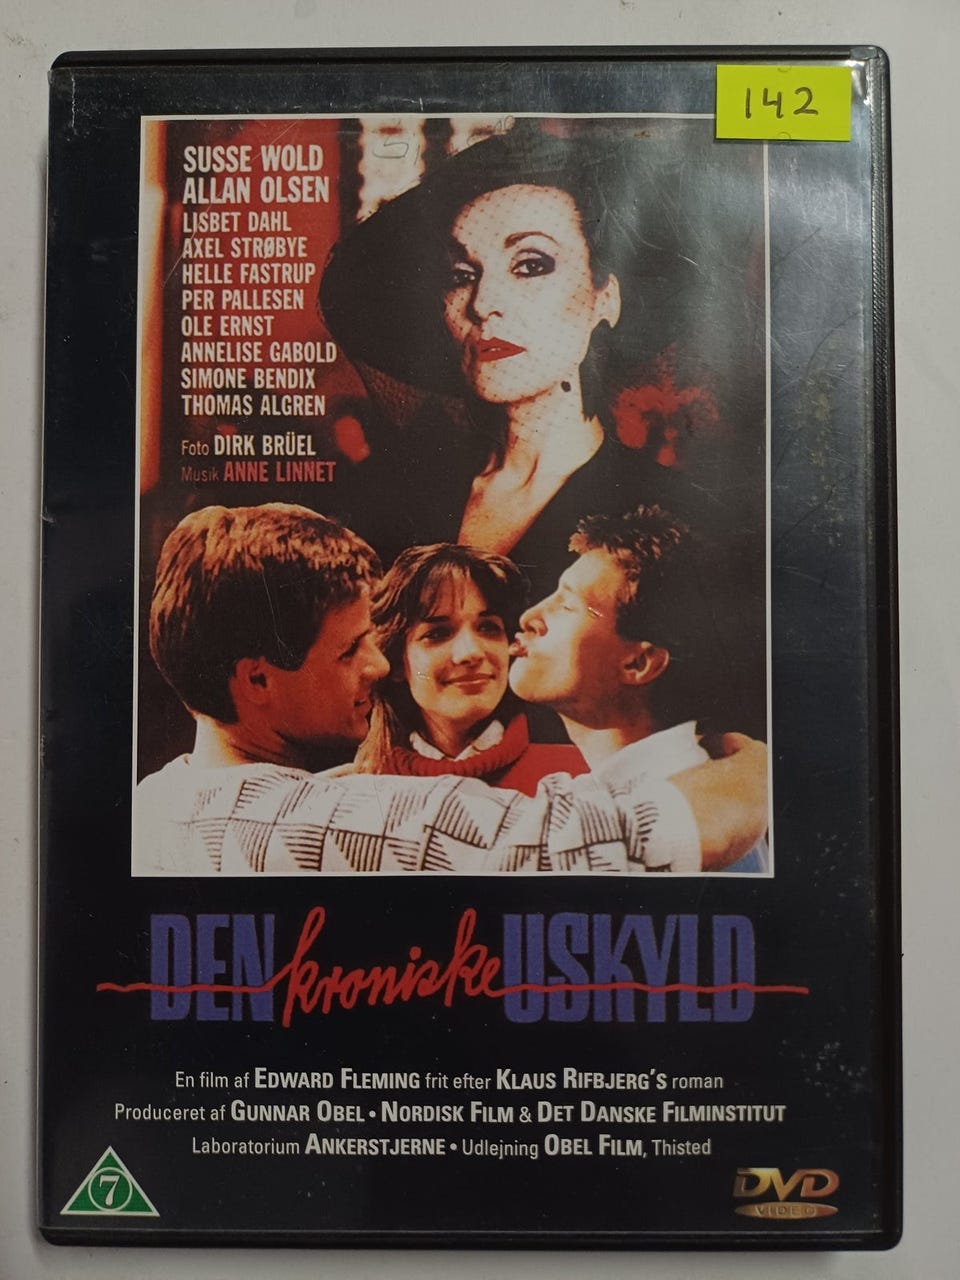 142
SUSSE WOLD
ALLAN OLSEN
LISBET DAHL
AXEL STRØBYE
HELLE FASTRUP
PER PALLESEN
OLE ERNST
ANNELISE GABOLD
SIMONE BENDIX
THOMAS ALGREN
Foto DIRK BRÜEL
Musik ANNE LINNET
DEN kroniske USKYLD
En film af EDWARD FLEMING frit efter KLAUS RIFBJERG'S roman
Produceret af GUNNAR OBEL • NORDISK FILM & DET DANSKE FILMINSTITUT
Laboratorium ANKERSTJERNE • Udlejning OBEL FILM, Thisted
7
DVD
VIDEO